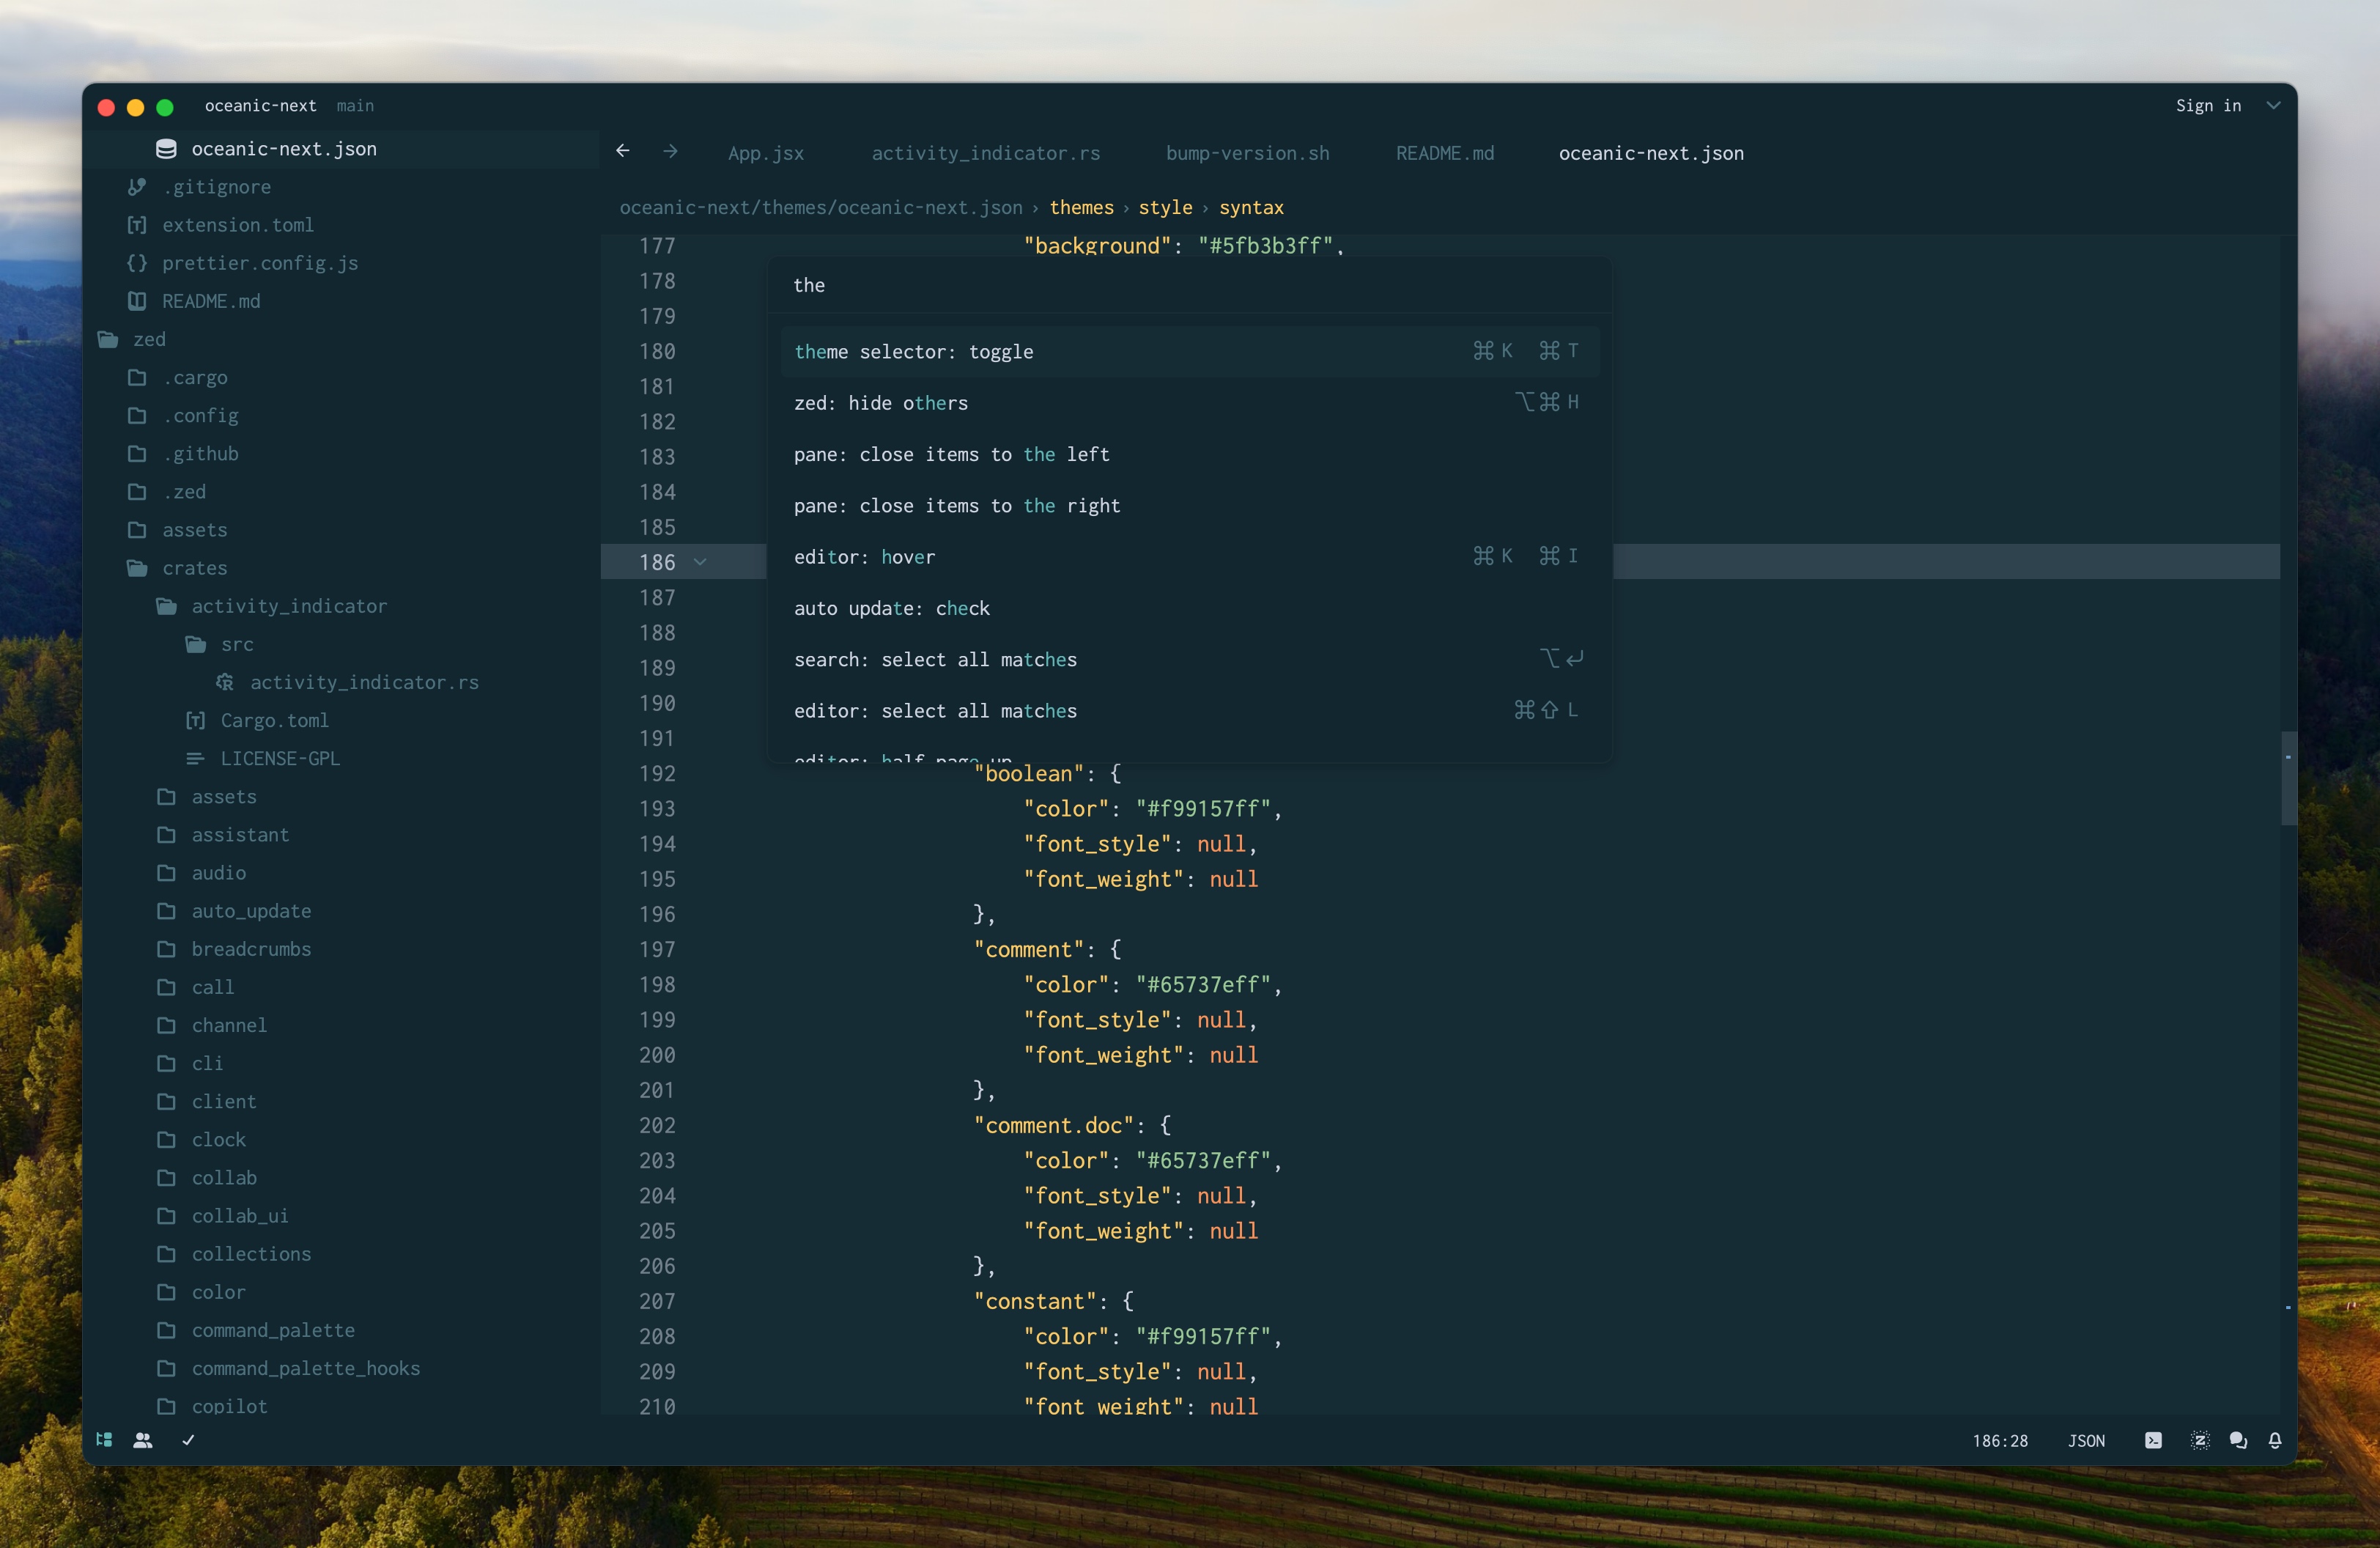 oceanic-next main
Sign in
oceanic-next.json
.gitignore
extension.toml
prettier.config.js
README.md
zed
.cargo
.config
.github
.zed
assets
crates
activity_indicator
src
activity_indicator.rs
Cargo.toml
LICENSE-GPL
assets
assistant
audio
auto_update
breadcrumbs
call
channel
cli
client
clock
collab
collab_ui
collections
color
command_palette
command_palette_hooks
copilot
App.jsx activity_indicator.rs bump-version.sh README.md oceanic-next.json
oceanic-next/themes/oceanic-next.json › themes › style › syntax
177 "background": "#5fb3b3ff",
178
179
180
181
182
183
184
185
186
187
188
189
190
191
the
theme selector: toggle ⌘ K ⌘ T
zed: hide others ⌥⌘ H
pane: close items to the left
pane: close items to the right
editor: hover ⌘ K ⌘ I
auto update: check
search: select all matches ⌥↵
editor: select all matches ⌘⇧ L
editor: half page up
192 "boolean": {
193 "color": "#f99157ff",
194 "font_style": null,
195 "font_weight": null
196 },
197 "comment": {
198 "color": "#65737eff",
199 "font_style": null,
200 "font_weight": null
201 },
202 "comment.doc": {
203 "color": "#65737eff",
204 "font_style": null,
205 "font_weight": null
206 },
207 "constant": {
208 "color": "#f99157ff",
209 "font_style": null,
210 "font_weight": null
186:28 JSON